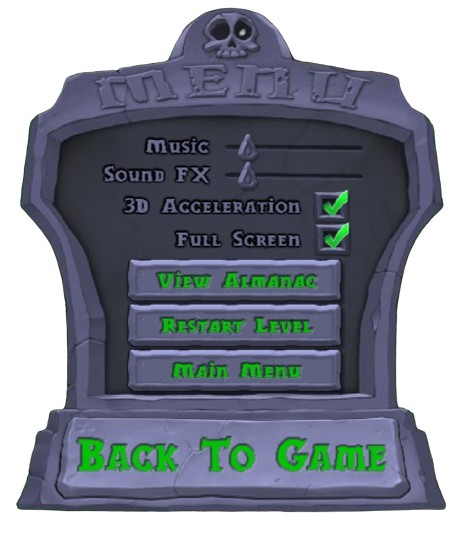 MENU
Music
Sound FX
3D Acceleration
Full Screen
View Almanac
Restart Level
Main Menu
Back To Game